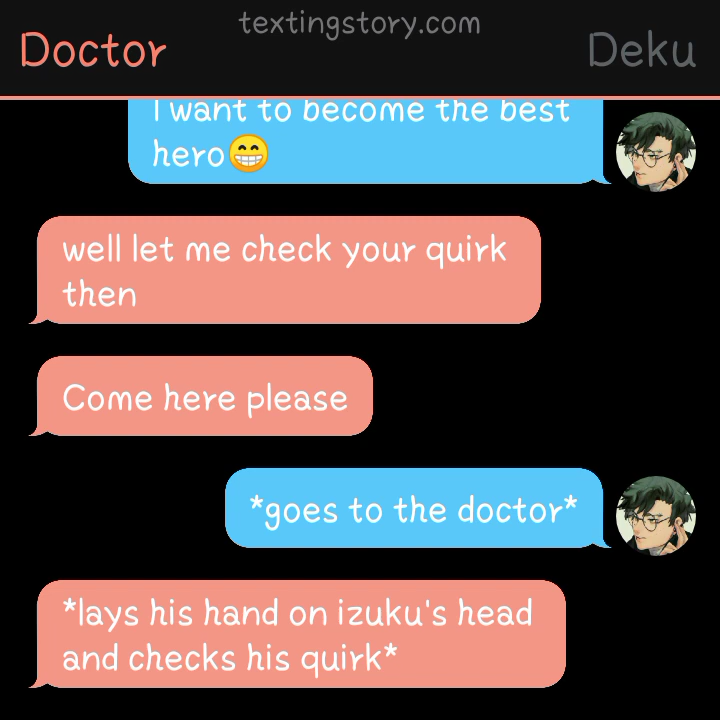 textingstory.com
Doctor
Deku
I want to become the best
hero😁
well let me check your quirk
then
Come here please
*goes to the doctor*
*lays his hand on izuku's head
and checks his quirk*